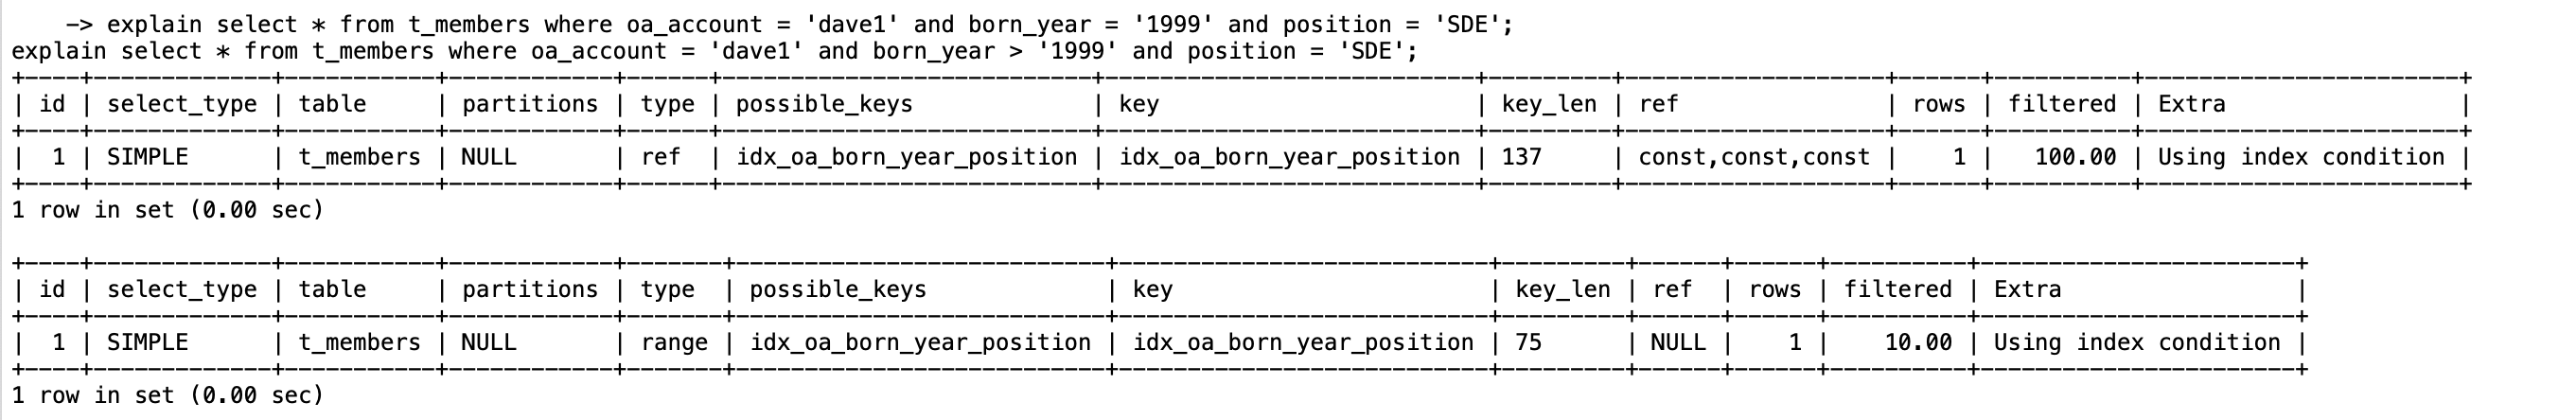 -> explain select * from t_members where oa_account = 'dave1' and born_year = '1999' and position = 'SDE';
explain select * from t_members where oa_account = 'dave1' and born_year > '1999' and position = 'SDE';
+----+-------------+-----------+------------+------+---------------------------+---------------------------+---------+-------------------+------+----------+-----------------------+
| id | select_type | table     | partitions | type | possible_keys             | key                       | key_len | ref               | rows | filtered | Extra                 |
+----+-------------+-----------+------------+------+---------------------------+---------------------------+---------+-------------------+------+----------+-----------------------+
|  1 | SIMPLE      | t_members | NULL       | ref  | idx_oa_born_year_position | idx_oa_born_year_position | 137     | const,const,const |    1 |   100.00 | Using index condition |
+----+-------------+-----------+------------+------+---------------------------+---------------------------+---------+-------------------+------+----------+-----------------------+
1 row in set (0.00 sec)

+----+-------------+-----------+------------+-------+---------------------------+---------------------------+---------+------+------+----------+-----------------------+
| id | select_type | table     | partitions | type  | possible_keys             | key                       | key_len | ref  | rows | filtered | Extra                 |
+----+-------------+-----------+------------+-------+---------------------------+---------------------------+---------+------+------+----------+-----------------------+
|  1 | SIMPLE      | t_members | NULL       | range | idx_oa_born_year_position | idx_oa_born_year_position | 75      | NULL |    1 |    10.00 | Using index condition |
+----+-------------+-----------+------------+-------+---------------------------+---------------------------+---------+------+------+----------+-----------------------+
1 row in set (0.00 sec)